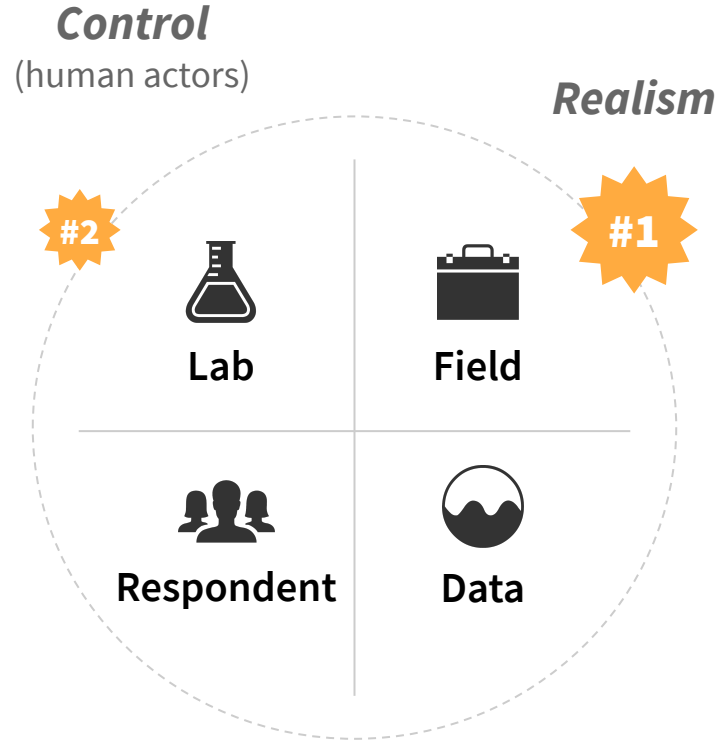 Control
(human actors)
Realism
#2
#1
Lab
Field
Respondent
Data